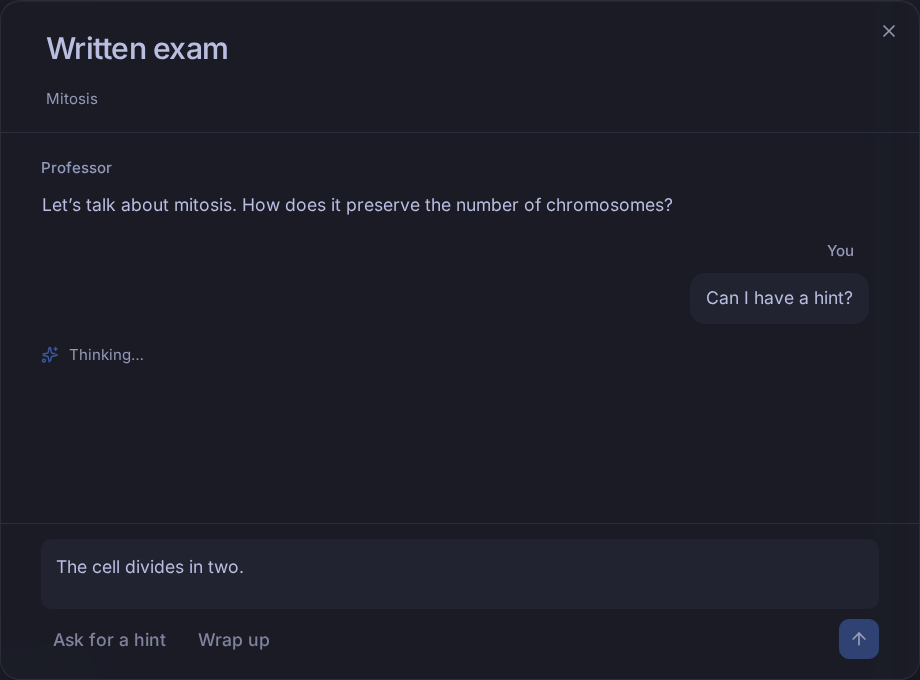 Written exam
Mitosis
Professor
Let’s talk about mitosis. How does it preserve the number of chromosomes?
You
Can I have a hint?
Thinking...
The cell divides in two.
Ask for a hint
Wrap up